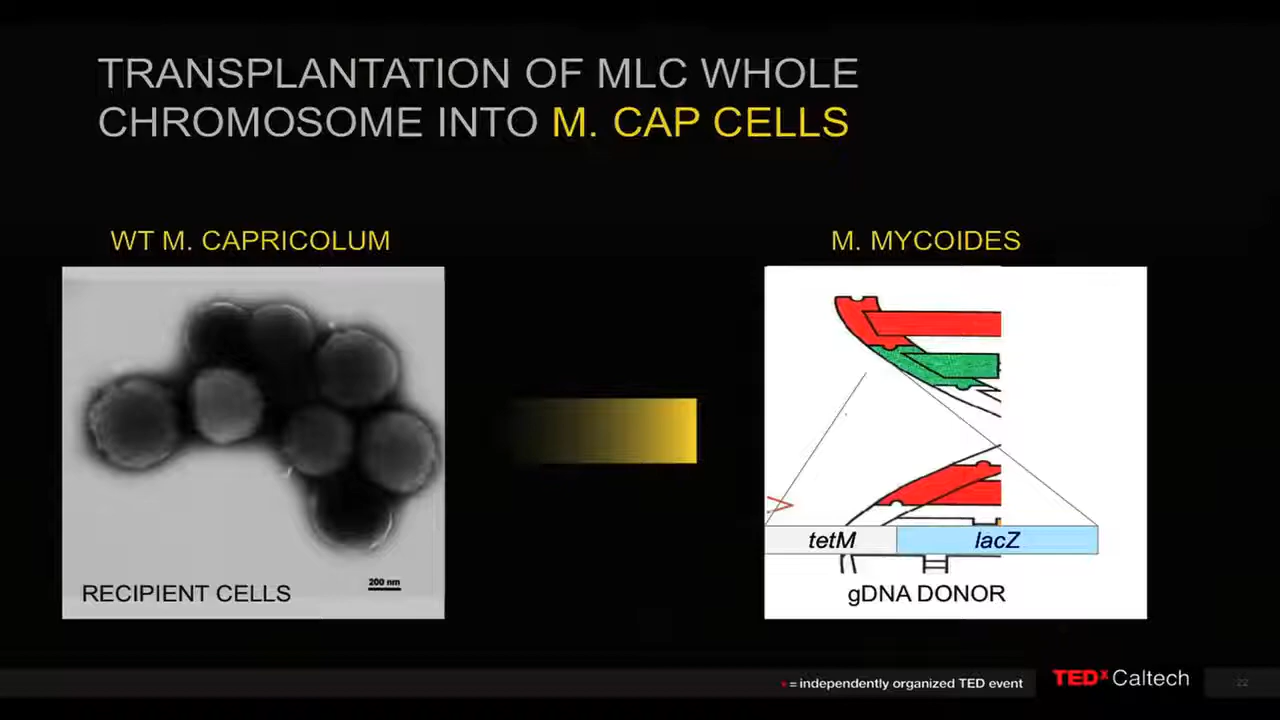 TRANSPLANTATION OF MLC WHOLE
CHROMOSOME INTO M. CAP CELLS
WT M. CAPRICOLUM
M. MYCOIDES
200 nm
RECIPIENT CELLS
tetM
lacZ
gDNA DONOR
x = independently organized TED event
TEDx Caltech
22